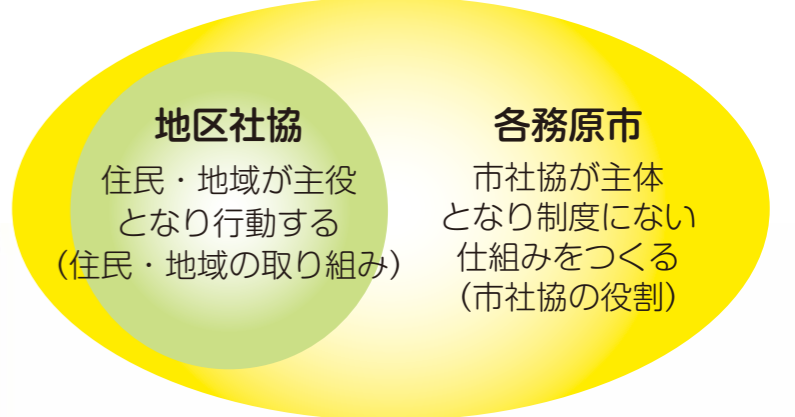 地区社協
住民・地域が主役
となり行動する
（住民・地域の取り組み）
各務原市
市社協が主体
となり制度にない
仕組みをつくる
（市社協の役割）